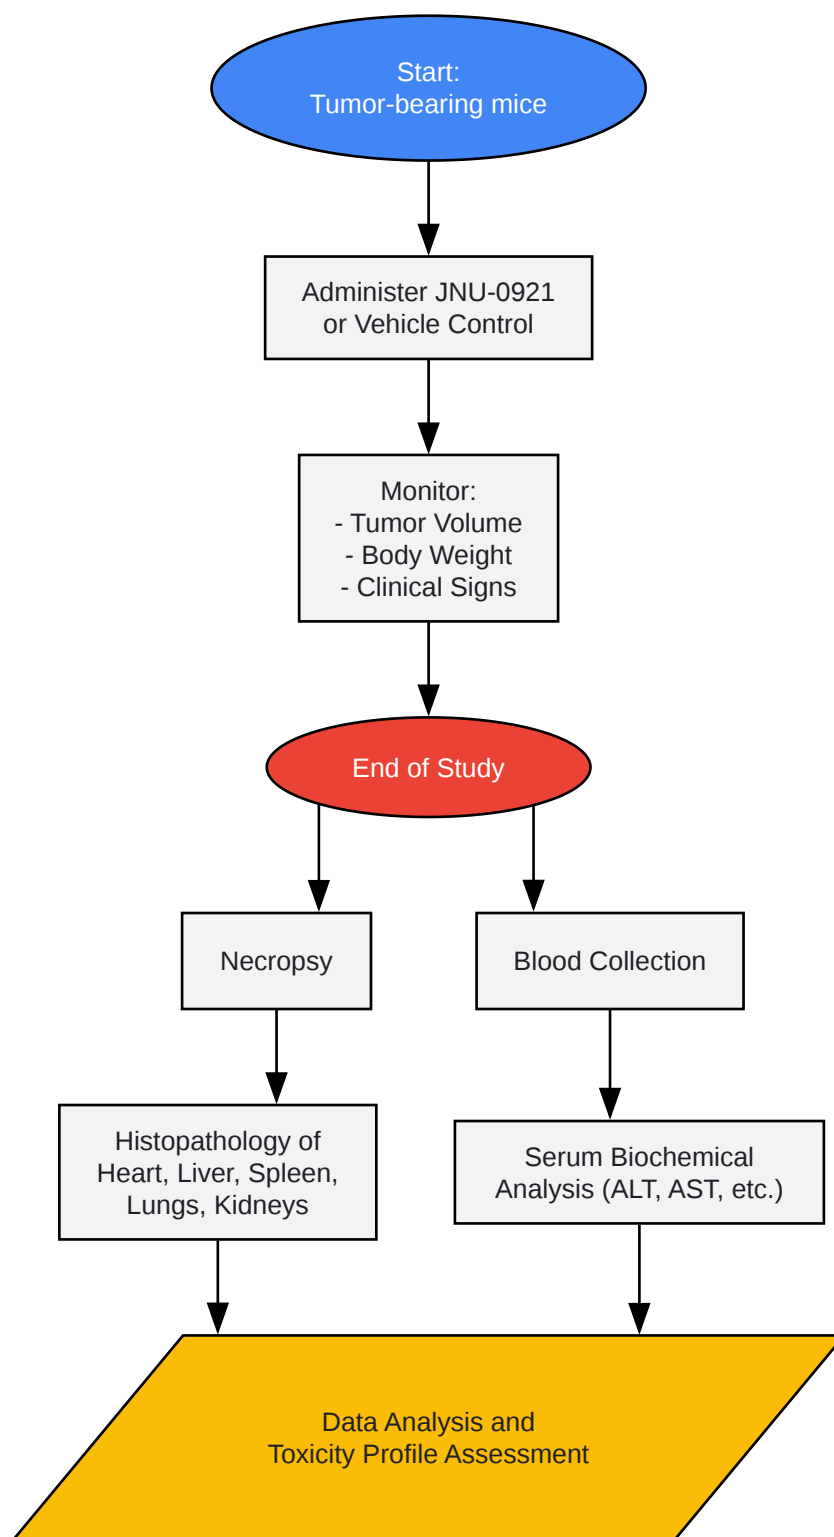 Start:
Tumor-bearing mice
Administer JNU-0921
or Vehicle Control
Monitor:
- Tumor Volume
- Body Weight
- Clinical Signs
End of Study
Necropsy
Blood Collection
Histopathology of
Heart, Liver, Spleen,
Lungs, Kidneys
Serum Biochemical
Analysis (ALT, AST, etc.)
Data Analysis and
Toxicity Profile Assessment